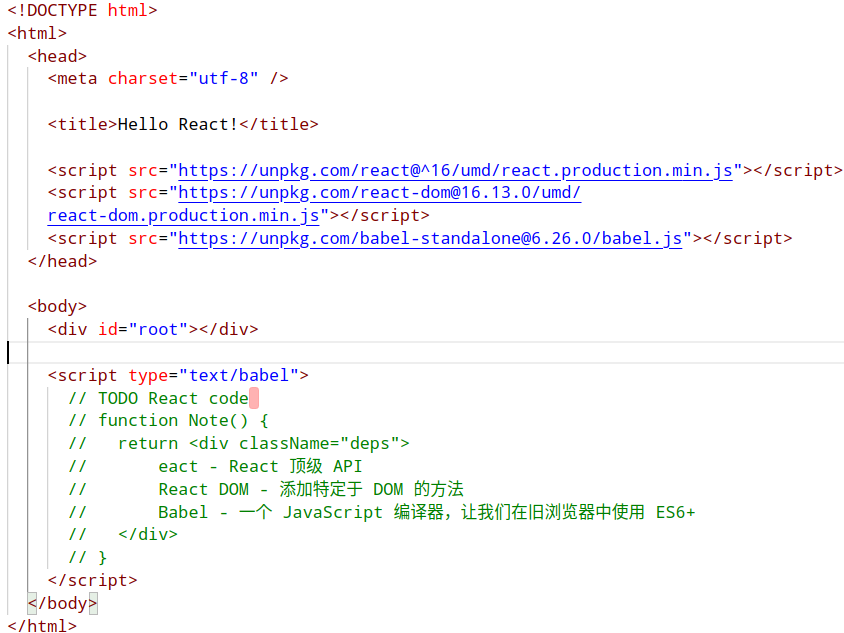 <!DOCTYPE html>
<html>
<head>
<meta charset="utf-8" />
<title>Hello React!</title>
<script src="https://unpkg.com/react@^16/umd/react.production.min.js"></script>
<script src="https://unpkg.com/react-dom@16.13.0/umd/
react-dom.production.min.js"></script>
<script src="https://unpkg.com/babel-standalone@6.26.0/babel.js"></script>
</head>
<body>
<div id="root"></div>
<script type="text/babel">
// TODO React code
// function Note() {
//   return <div className="deps">
//       eact - React 顶级 API
//       React DOM - 添加特定于 DOM 的方法
//       Babel - 一个 JavaScript 编译器，让我们在旧浏览器中使用 ES6+
//   </div>
// }
</script>
</body>
</html>